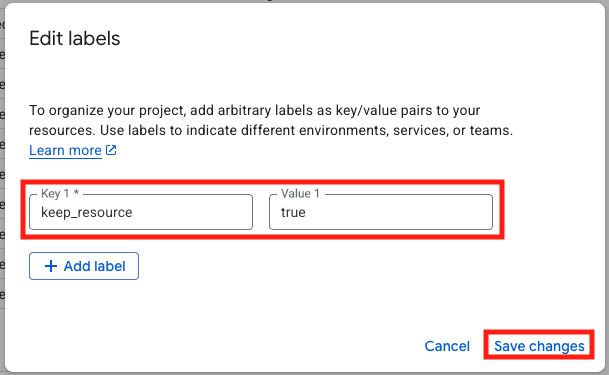 Edit labels
To organize your project, add arbitrary labels as key/value pairs to your
resources. Use labels to indicate different environments, services, or teams.
Learn more
Key 1 * Value 1
keep_resource true
+ Add label
Cancel Save changes